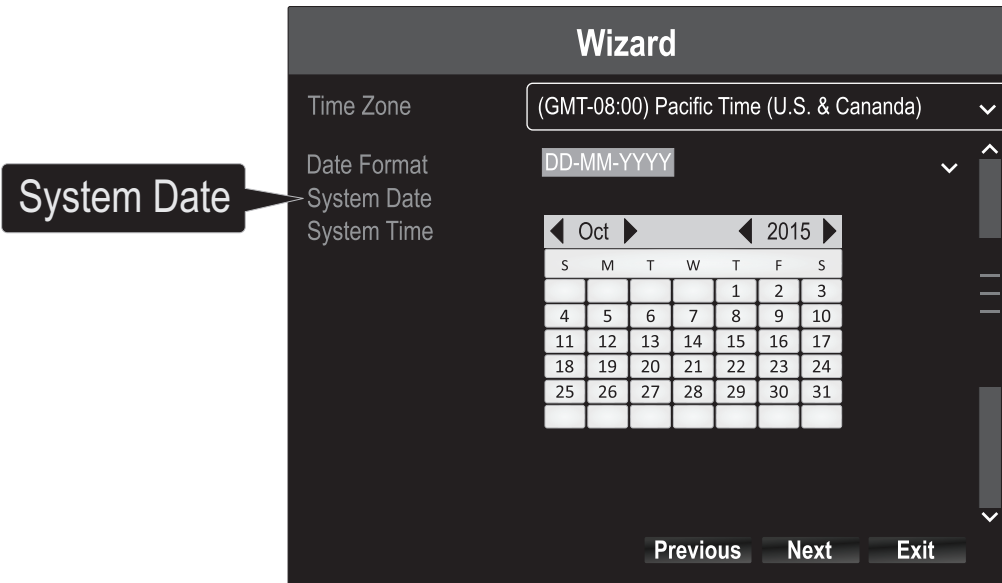 Wizard
Time Zone (GMT-08:00) Pacific Time (U.S. & Cananda)
Date Format DD-MM-YYYY
System Date
System Date
System Time
Oct 2015
S M T W T F S
1 2 3
4 5 6 7 8 9 10
11 12 13 14 15 16 17
18 19 20 21 22 23 24
25 26 27 28 29 30 31
Previous Next Exit